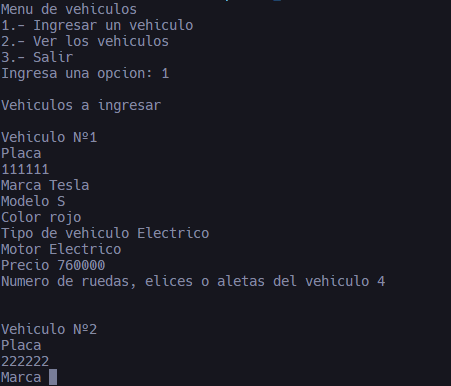 Menu de vehiculos
1.- Ingresar un vehiculo
2.- Ver los vehiculos
3.- Salir
Ingresa una opcion: 1
Vehiculos a ingresar
Vehiculo Nº1
Placa
111111
Marca Tesla
Modelo S
Color rojo
Tipo de vehiculo Electrico
Motor Electrico
Precio 760000
Numero de ruedas, elices o aletas del vehiculo 4
Vehiculo Nº2
Placa
222222
Marca